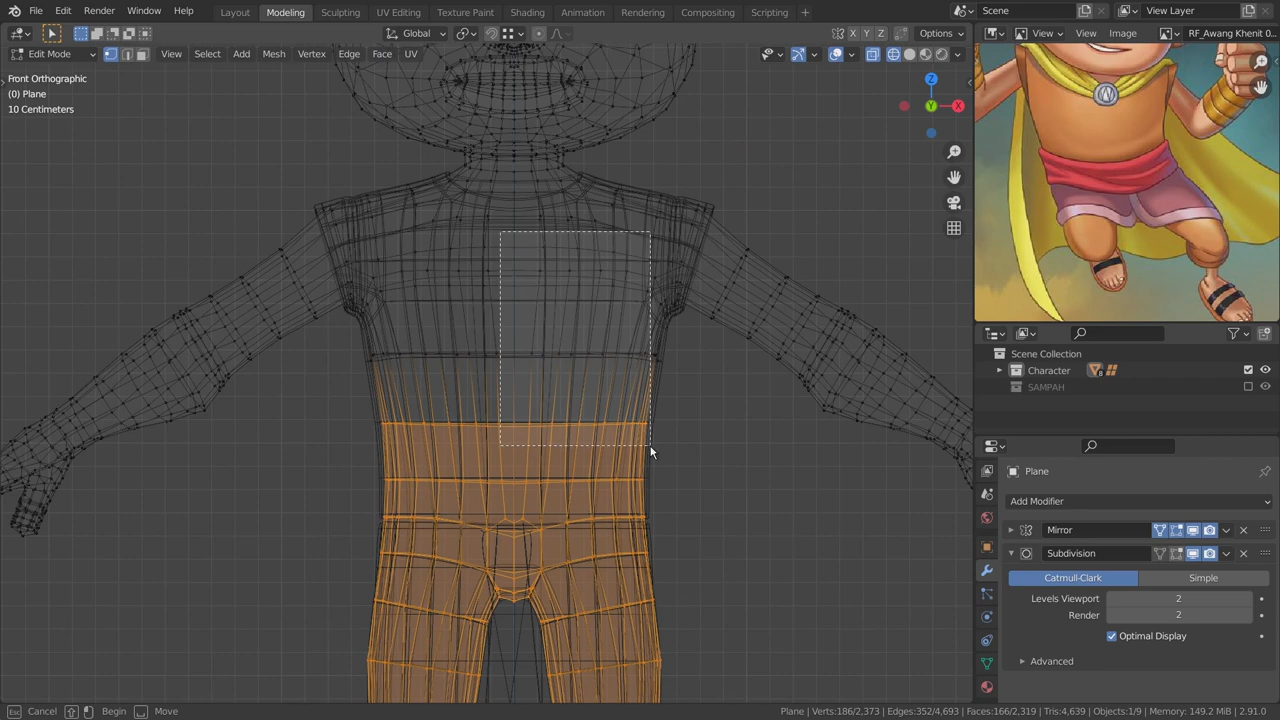 File Edit Render Window Help Layout Modeling Sculpting UV Editing Texture Paint Shading Animation Rendering Compositing Scripting + Scene View Layer
Global X Y Z Options View View Image RF_Awang Khenit 0...
Edit Mode View Select Add Mesh Vertex Edge Face UV
Front Orthographic
(0) Plane
10 Centimeters
Z
Y
X
Scene Collection
Character 8
SAMPAH
Plane
Add Modifier
Mirror
Subdivision
Catmull-Clark Simple
Levels Viewport 2
Render 2
Optimal Display
Advanced
Esc Cancel Begin Move Plane | Verts:186/2,373 | Edges:352/4,693 | Faces:166/2,319 | Tris:4,639 | Objects:1/9 | Memory: 149.2 MiB | 2.91.0